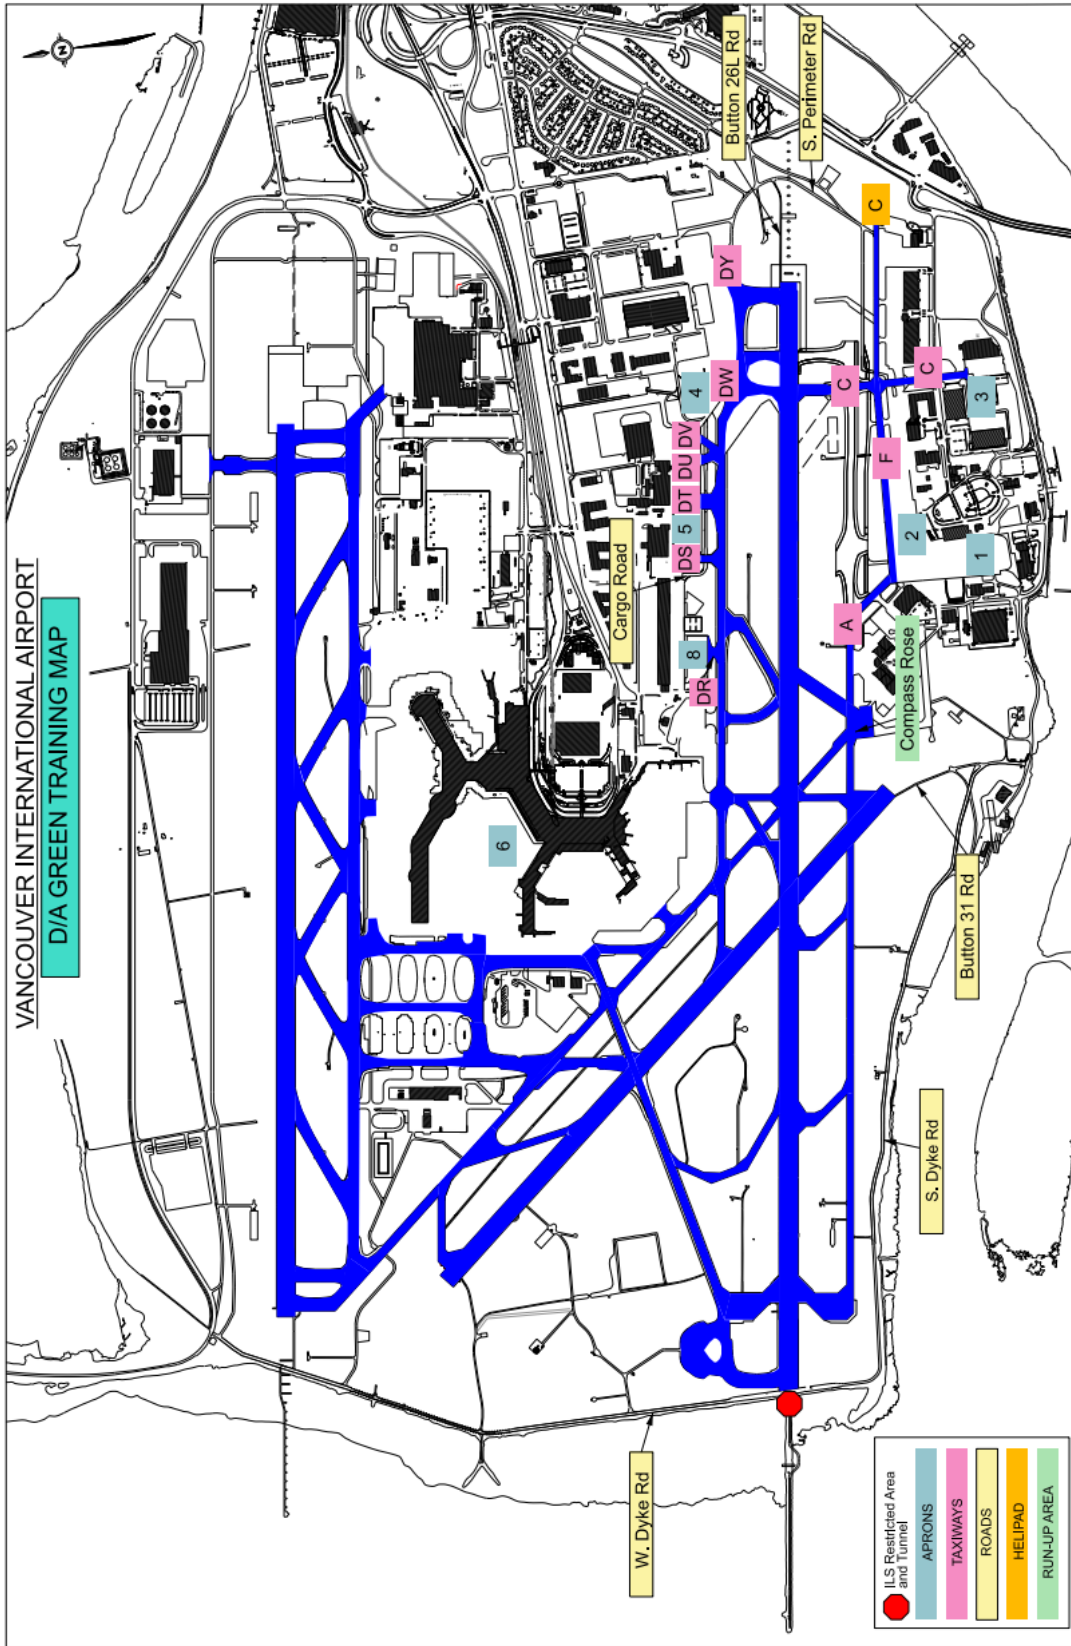 VANCOUVER INTERNATIONAL AIRPORT
D/A GREEN TRAINING MAP
N
Button 26L Rd
S. Perimeter Rd
C
DY
DW
4
C
C
3
DV
DU
DT
5
DS
F
2
1
Cargo Road
8
DR
A
Compass Rose
6
Button 31 Rd
S. Dyke Rd
W. Dyke Rd
ILS Restricted Area
and Tunnel
APRONS
TAXIWAYS
ROADS
HELIPAD
RUN-UP AREA